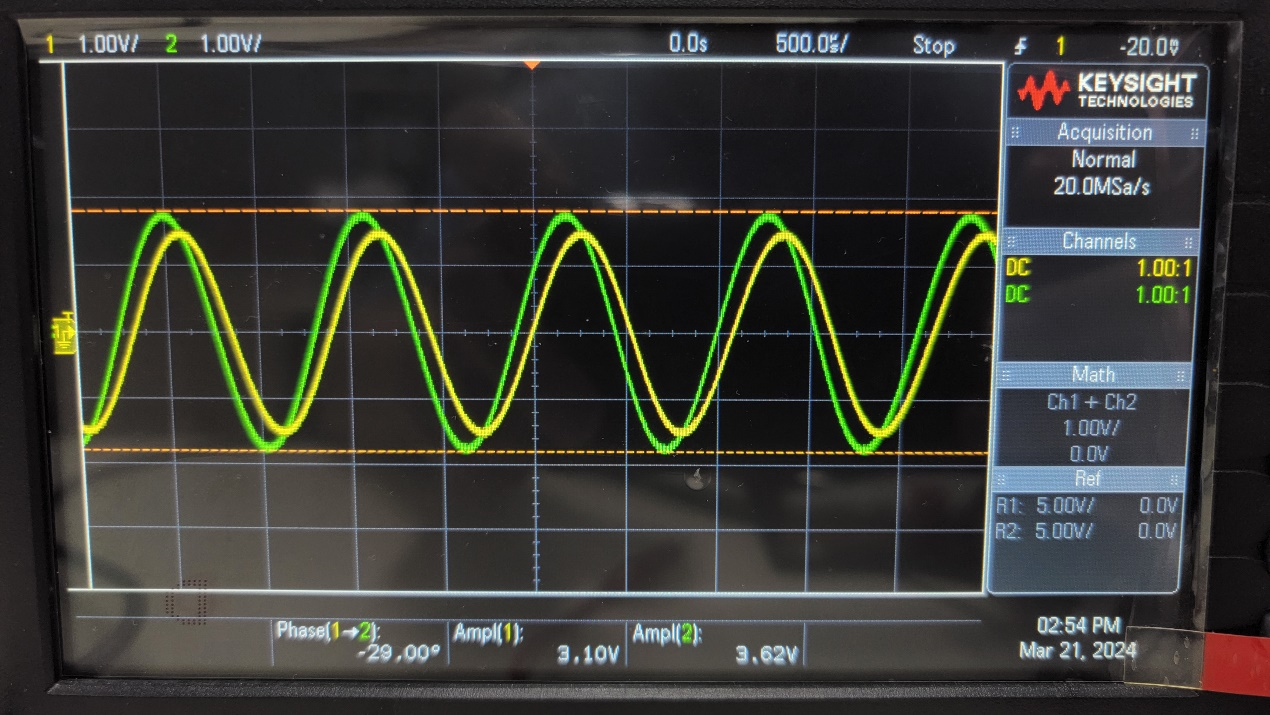 1 1.00V/ 2 1.00V/ 0.0s 500.0µs/ Stop 1 -20.0mV
KEYSIGHT
TECHNOLOGIES
Acquisition
Normal
20.0MSa/s
Channels
DC 1.00:1
DC 1.00:1
Math
Ch1 + Ch2
1.00V/
0.0V
Ref
R1: 5.00V/ 0.0V
R2: 5.00V/ 0.0V
Phase(1→2): Ampl(1): Ampl(2):
-29.00° 3.10V 3.62V
02:54 PM
Mar 21, 2024